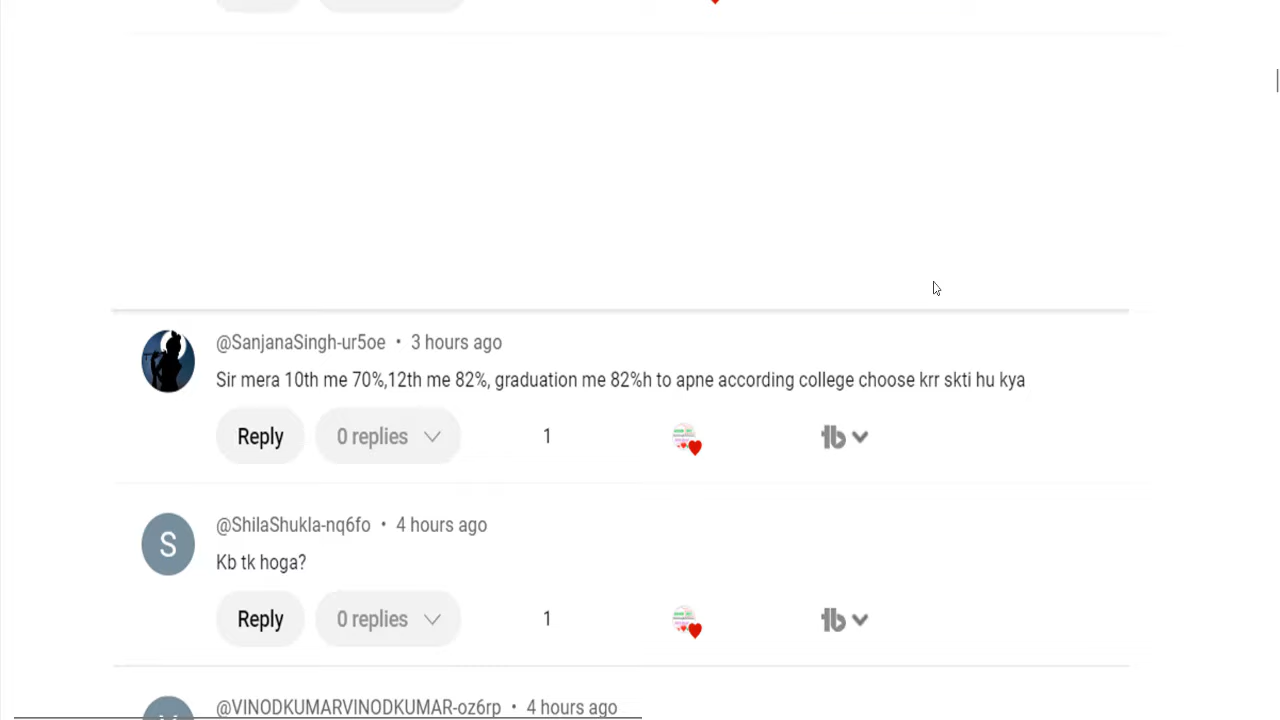 @SanjanaSingh-ur5oe • 3 hours ago
Sir mera 10th me 70%,12th me 82%, graduation me 82%h to apne according college choose krr skti hu kya
Reply 0 replies 1
@ShilaShukla-nq6fo • 4 hours ago
S
Kb tk hoga?
Reply 0 replies 1
@VINODKUMARVINODKUMAR-oz6rp • 4 hours ago